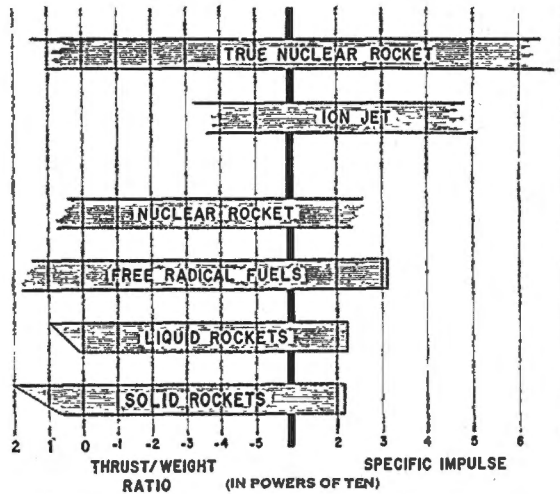 TRUE NUCLEAR ROCKET
ION JET
NUCLEAR ROCKET
FREE RADICAL FUELS
LIQUID ROCKETS
SOLID ROCKETS
2 1 0 -1 -2 -3 -4 -5 2 3 4 5 6
THRUST/WEIGHT RATIO
(IN POWERS OF TEN)
SPECIFIC IMPULSE